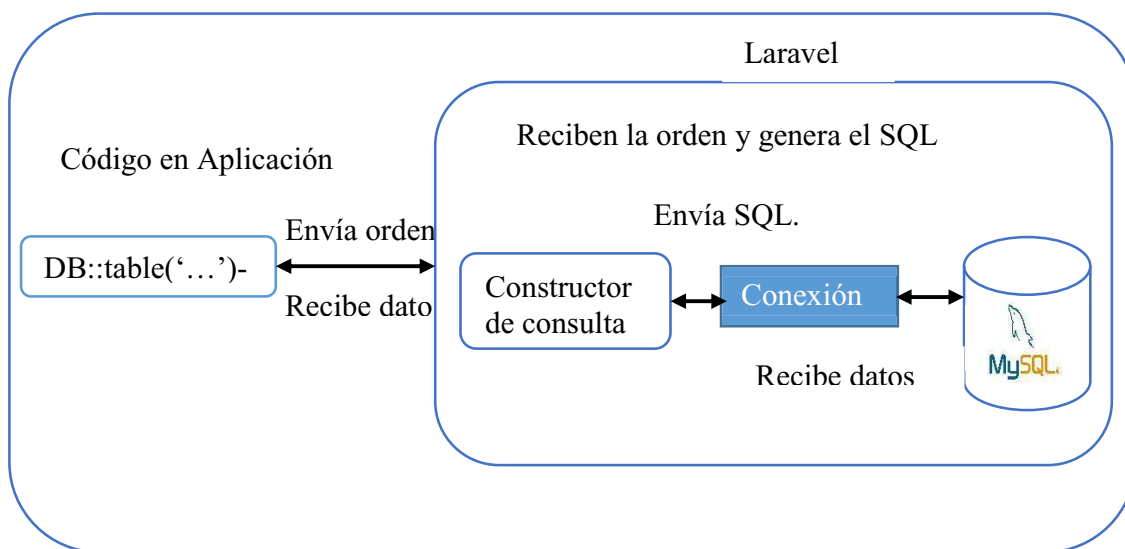 Laravel
Reciben la orden y genera el SQL
Código en Aplicación
Envía SQL.
Envía orden
DB::table(‘…’)-
Recibe dato
Constructor
de consulta
Conexión
MySQL
Recibe datos